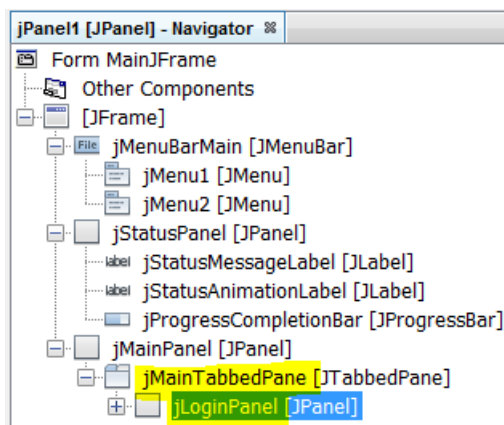 jPanel1 [JPanel] - Navigator
Form MainJFrame
Other Components
[JFrame]
File jMenuBarMain [JMenuBar]
jMenu1 [JMenu]
jMenu2 [JMenu]
jStatusPanel [JPanel]
label jStatusMessageLabel [JLabel]
label jStatusAnimationLabel [JLabel]
jProgressCompletionBar [JProgressBar]
jMainPanel [JPanel]
jMainTabbedPane [JTabbedPane]
jLoginPanel [JPanel]